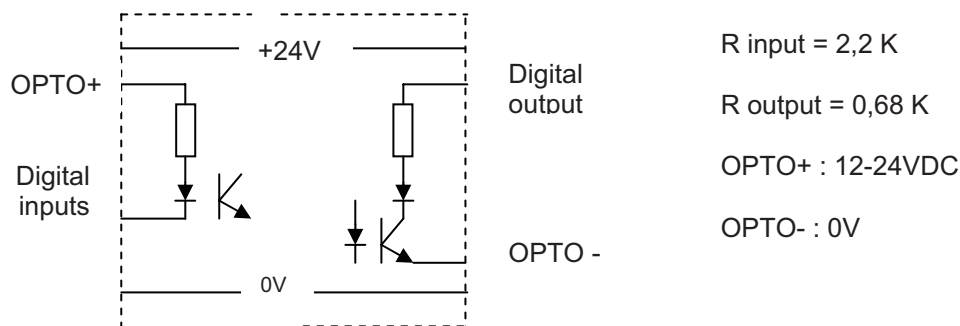 +24V
OPTO+
Digital
inputs
0V
Digital
output
OPTO -
R input = 2,2 K
R output = 0,68 K
OPTO+ : 12-24VDC
OPTO- : 0V